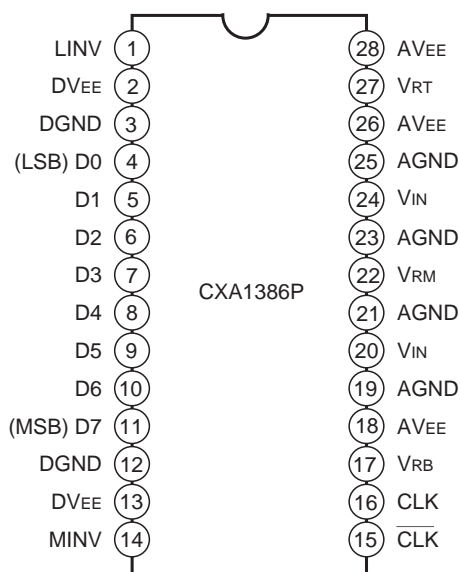 LINV 1 28 AVEE
DVEE 2 27 VRT
DGND 3 26 AVEE
(LSB) D0 4 25 AGND
D1 5 24 VIN
D2 6 23 AGND
D3 7 22 VRM
CXA1386P
D4 8 21 AGND
D5 9 20 VIN
D6 10 19 AGND
(MSB) D7 11 18 AVEE
DGND 12 17 VRB
DVEE 13 16 CLK
MINV 14 15 C̅L̅K̅